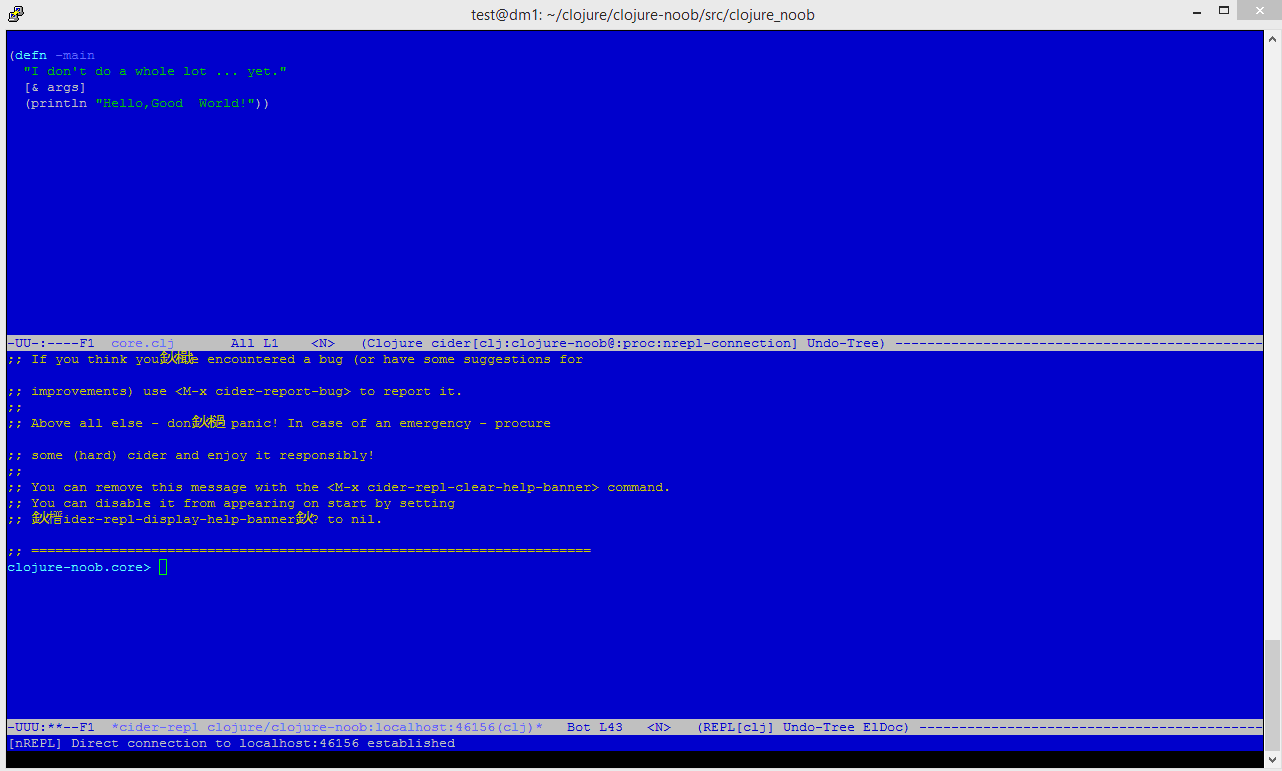 test@dm1: ~/clojure/clojure-noob/src/clojure_noob
(defn -main
  "I don't do a whole lot ... yet."
  [& args]
  (println "Hello,Good  World!"))
-UU-:----F1  core.clj       All L1    <N>   (Clojure cider[clj:clojure-noob@:proc:nrepl-connection] Undo-Tree) ----------------------------------------------
;; If you think you鈥檝e encountered a bug (or have some suggestions for
;; improvements) use <M-x cider-report-bug> to report it.
;;
;; Above all else - don鈥檛 panic! In case of an emergency - procure
;; some (hard) cider and enjoy it responsibly!
;;
;; You can remove this message with the <M-x cider-repl-clear-help-banner> command.
;; You can disable it from appearing on start by setting
;; 鈥榗ider-repl-display-help-banner鈥? to nil.
;; ======================================================================
clojure-noob.core>
-UUU:**--F1  *cider-repl clojure/clojure-noob:localhost:46156(clj)*   Bot L43   <N>   (REPL[clj] Undo-Tree ElDoc) -------------------------------------------
[nREPL] Direct connection to localhost:46156 established